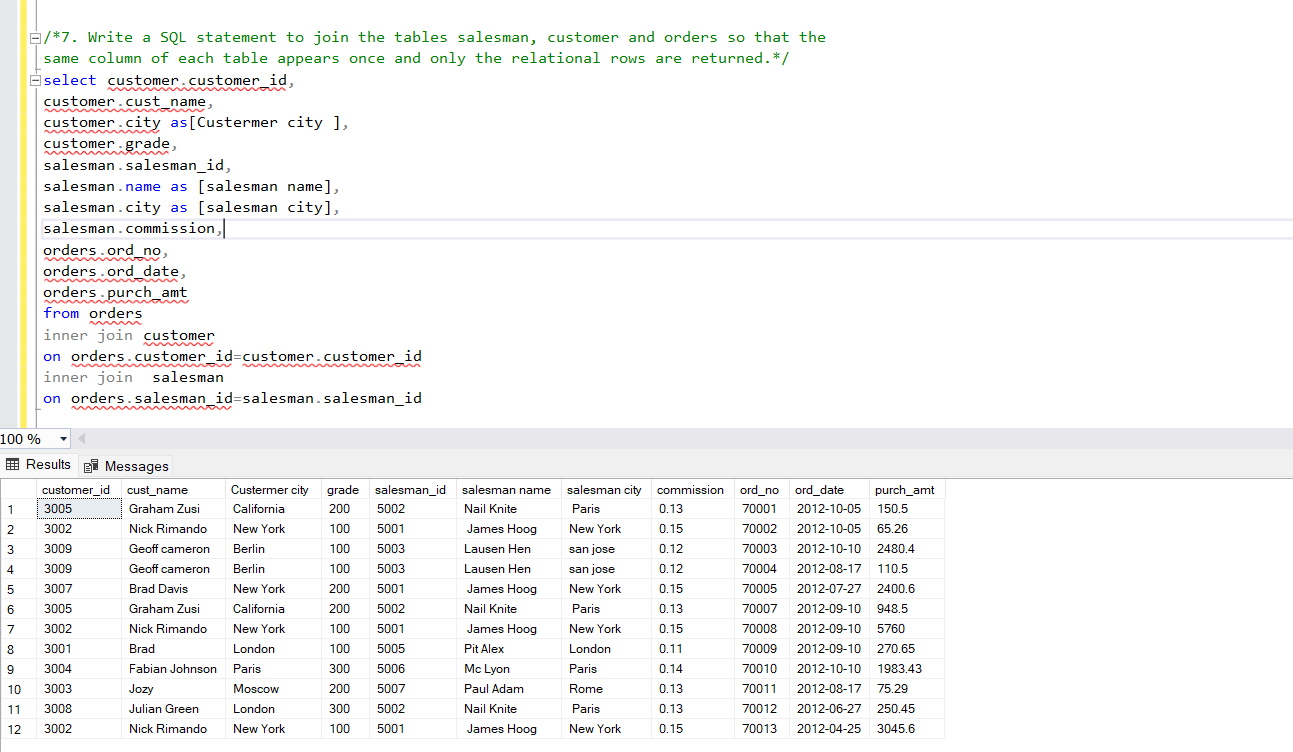 /*7. Write a SQL statement to join the tables salesman, customer and orders so that the
same column of each table appears once and only the relational rows are returned.*/
select customer.customer_id,
customer.cust_name,
customer.city as[Custermer city ],
customer.grade,
salesman.salesman_id,
salesman.name as [salesman name],
salesman.city as [salesman city],
salesman.commission,
orders.ord_no,
orders.ord_date,
orders.purch_amt
from orders
inner join customer
on orders.customer_id=customer.customer_id
inner join  salesman
on orders.salesman_id=salesman.salesman_id
100 %
Results Messages
customer_id cust_name Custermer city grade salesman_id salesman name salesman city commission ord_no ord_date purch_amt
1 3005 Graham Zusi California 200 5002 Nail Knite Paris 0.13 70001 2012-10-05 150.5
2 3002 Nick Rimando New York 100 5001 James Hoog New York 0.15 70002 2012-10-05 65.26
3 3009 Geoff cameron Berlin 100 5003 Lausen Hen san jose 0.12 70003 2012-10-10 2480.4
4 3009 Geoff cameron Berlin 100 5003 Lausen Hen san jose 0.12 70004 2012-08-17 110.5
5 3007 Brad Davis New York 200 5001 James Hoog New York 0.15 70005 2012-07-27 2400.6
6 3005 Graham Zusi California 200 5002 Nail Knite Paris 0.13 70007 2012-09-10 948.5
7 3002 Nick Rimando New York 100 5001 James Hoog New York 0.15 70008 2012-09-10 5760
8 3001 Brad London 100 5005 Pit Alex London 0.11 70009 2012-09-10 270.65
9 3004 Fabian Johnson Paris 300 5006 Mc Lyon Paris 0.14 70010 2012-10-10 1983.43
10 3003 Jozy Moscow 200 5007 Paul Adam Rome 0.13 70011 2012-08-17 75.29
11 3008 Julian Green London 300 5002 Nail Knite Paris 0.13 70012 2012-06-27 250.45
12 3002 Nick Rimando New York 100 5001 James Hoog New York 0.15 70013 2012-04-25 3045.6